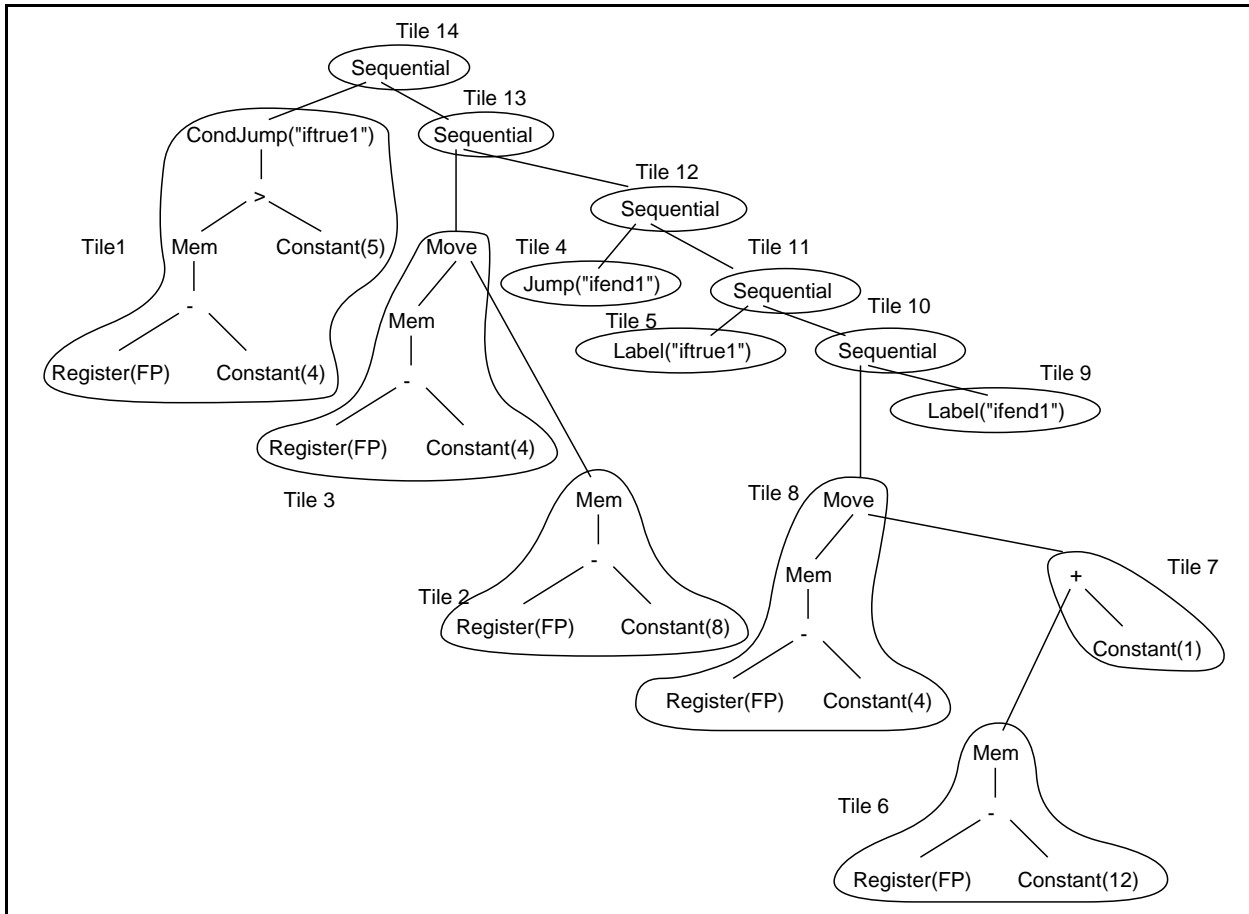 Tile 14
Sequential
Tile 13
CondJump("iftrue1")
Sequential
Tile 12
>
Sequential
Tile1
Mem
Constant(5)
Move
Tile 4
Tile 11
Jump("ifend1")
Sequential
-
Mem
Tile 5
Tile 10
Label("iftrue1")
Sequential
Register(FP)
Constant(4)
-
Tile 9
Label("ifend1")
Register(FP)
Constant(4)
Tile 3
Mem
Tile 8
Move
-
Mem
+
Tile 7
Tile 2
Register(FP)
Constant(8)
-
Constant(1)
Register(FP)
Constant(4)
Mem
Tile 6
-
Register(FP)
Constant(12)